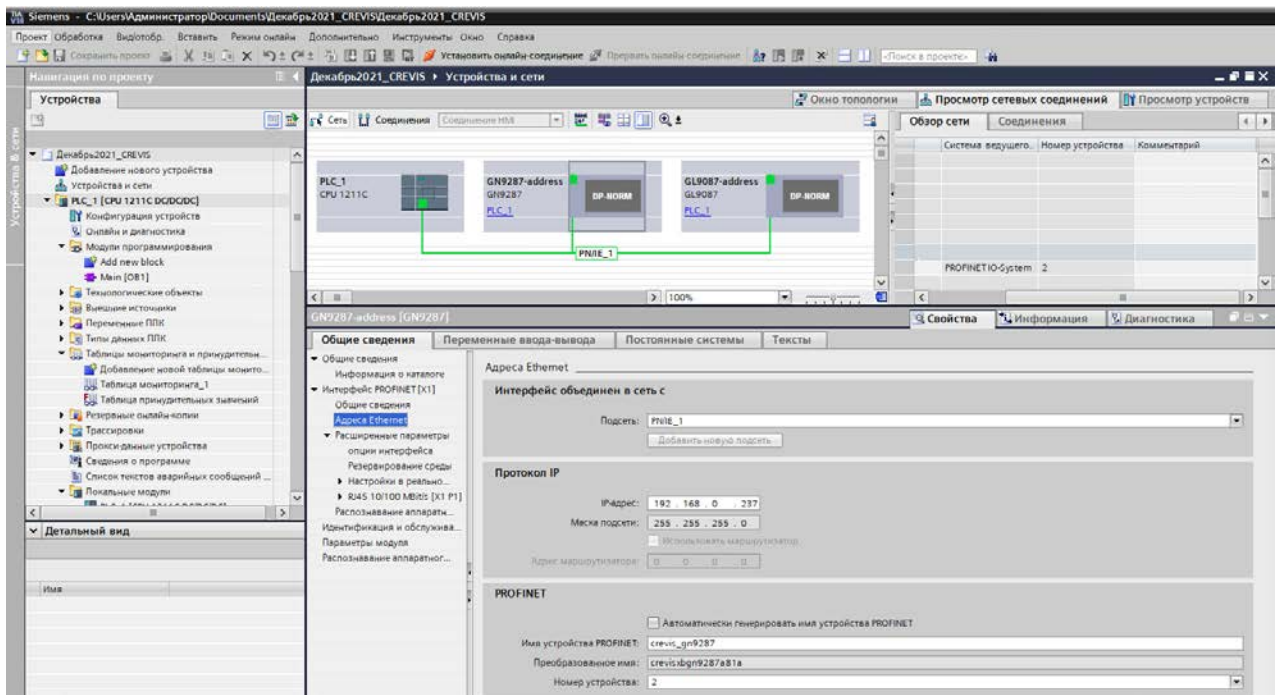 Siemens - C:\Users\Администратор\Documents\Декабрь2021_CREVIS\Декабрь2021_CREVIS
Проект Обработка Вид/отобр. Вставить Режим онлайн Дополнительно Инструменты Окно Справка
Сохранить проект Установить онлайн-соединение Прервать онлайн-соединение <Поиск в проекте>
Навигация по проекту
Декабрь2021_CREVIS Устройства и сети
Устройства
Окно топологии Просмотр сетевых соединений Просмотр устройств
Сеть Соединения Соединение HMI
Обзор сети Соединения
Устройства & сети
Декабрь2021_CREVIS
Добавление нового устройства
Устройства и сети
PLC_1 [CPU 1211C DC/DC/DC]
Конфигурация устройств
Онлайн и диагностика
Модули программирования
Add new block
Main [OB1]
Технологические объекты
Внешние источники
Переменные ПЛК
Типы данных ПЛК
Таблицы мониторинга и принудительн...
Добавление новой таблицы монито...
Таблица мониторинга_1
Таблица принудительных значений
Резервные онлайн-копии
Трассировки
Прокси-данные устройства
Сведения о программе
Список текстов аварийных сообщений ...
Локальные модули
Детальный вид
Имя
PLC_1
CPU 1211C
GN9287-address
GN9287
PLC_1
DP-NORM
GL9087-address
GL9087
PLC_1
DP-NORM
PN/IE_1
100%
Система ведущего.. Номер устройства Комментарий
PROFINET IO-System 2
GN9287-address [GN9287]
Свойства Информация Диагностика
Общие сведения Переменные ввода-вывода Постоянные системы Тексты
Общие сведения
Информация о каталоге
Интерфейс PROFINET [X1]
Общие сведения
Адреса Ethernet
Расширенные параметры
опции интерфейса
Резервирование среды
Настройки в реально...
RJ45 10/100 MBit/s [X1 P1]
Распознавание аппаратн...
Идентификация и обслужива...
Параметры модуля
Распознавание аппаратног...
Адреса Ethernet
Интерфейс объединен в сеть с
Подсеть: PN/IE_1
Добавить новую подсеть
Протокол IP
IP-адрес: 192 . 168 . 0 . 237
Маска подсети: 255 . 255 . 255 . 0
Использовать маршрутизатор
Адрес маршрутизатора: 0 . 0 . 0 . 0
PROFINET
Автоматически генерировать имя устройства PROFINET
Имя устройства PROFINET: crevis_gn9287
Преобразованное имя: crevisxbgn9287a81a
Номер устройства: 2